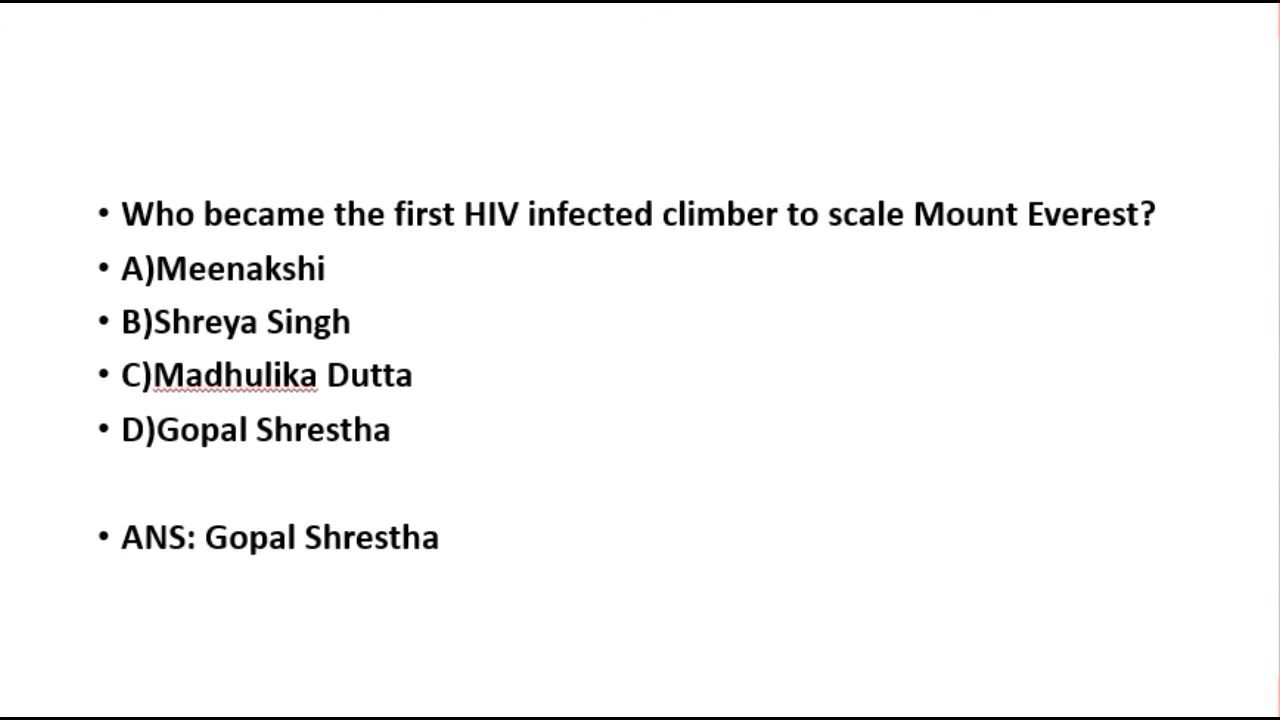 • Who became the first HIV infected climber to scale Mount Everest?
• A)Meenakshi
• B)Shreya Singh
• C)Madhulika Dutta
• D)Gopal Shrestha
• ANS: Gopal Shrestha